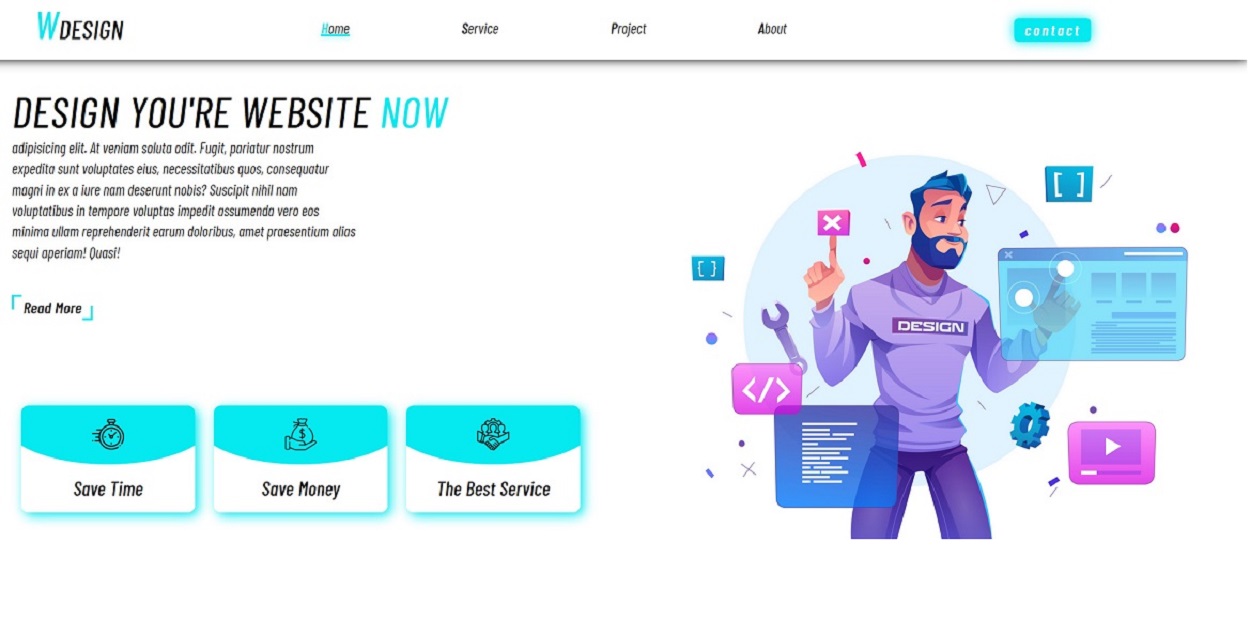 WDESIGN
Home
Service
Project
About
contact
DESIGN YOU'RE WEBSITE NOW
adipisicing elit. At veniam soluta odit. Fugit, pariatur nostrum
expedita sunt voluptates eius, necessitatibus quos, consequatur
magni in ex a iure nam deserunt nobis? Suscipit nihil nam
voluptatibus in tempore voluptas impedit assumenda vero eos
minima ullam reprehenderit earum doloribus, amet praesentium alias
sequi aperiam! Quasi!
Read More
Save Time
Save Money
The Best Service
[ ]
{ }
DESIGN
</>